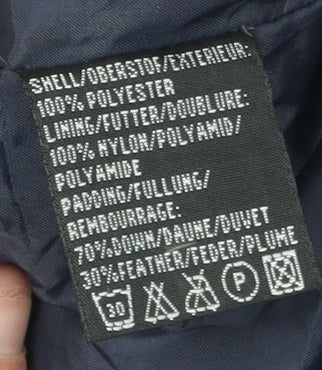 SHELL/OBERSTOF/EXTERIEUR:
100% POLYESTER
LINING/FUTTER/DOUBLURE:
100% NYLON/POLYAMID/
POLYAMIDE
PADDING/FULLUNG/
REMBOURRAGE:
70%DOWN/DAUNE/DUVET
30%FEATHER/FEDER/PLUME
30 P